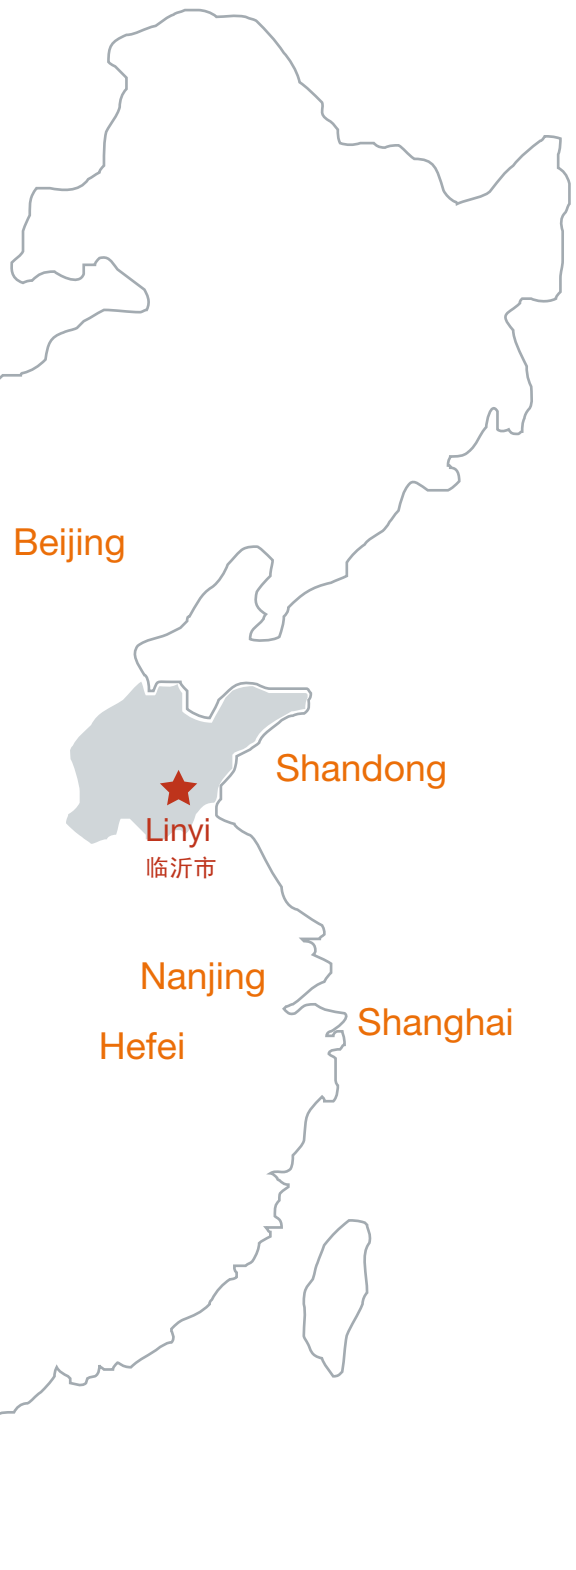 Beijing
Shandong
Linyi
临沂市
Nanjing
Shanghai
Hefei